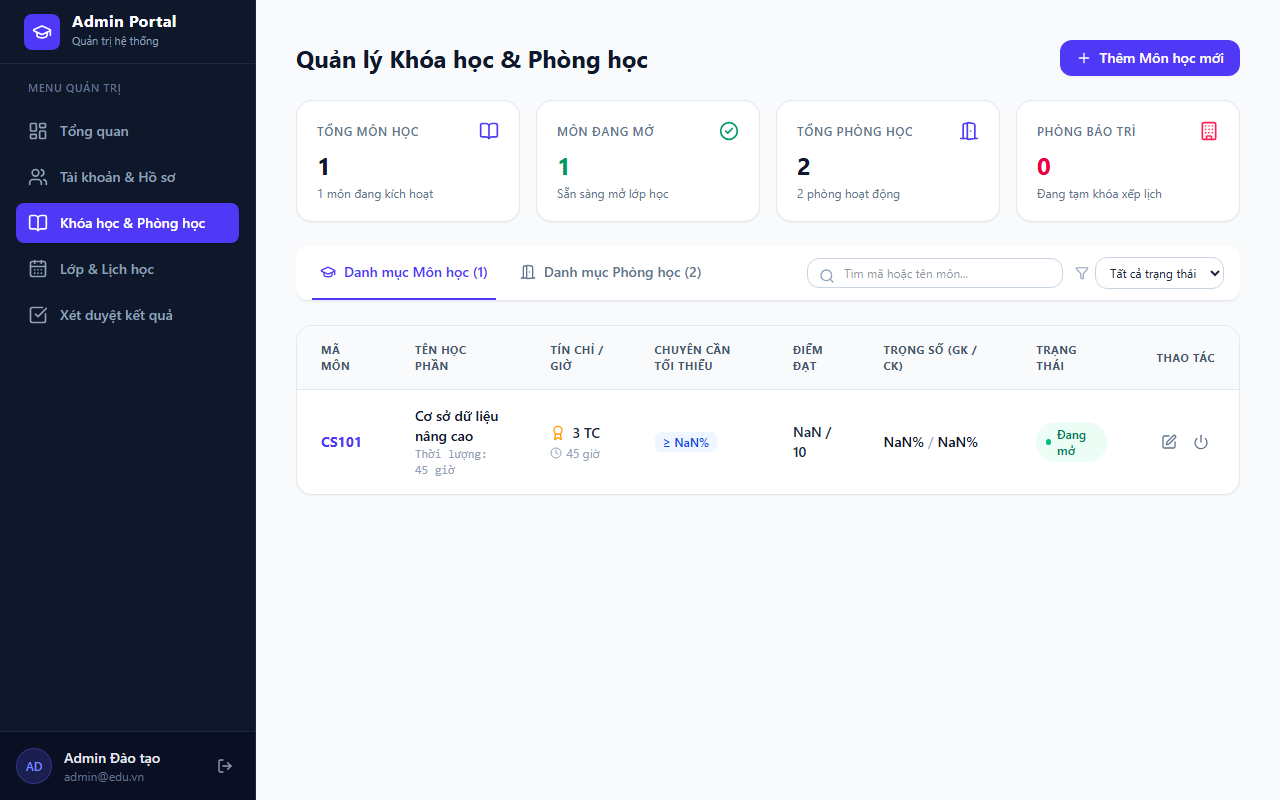 Admin Portal
Quản trị hệ thống
MENU QUẢN TRỊ
Tổng quan
Tài khoản & Hồ sơ
Khóa học & Phòng học
Lớp & Lịch học
Xét duyệt kết quả
AD
Admin Đào tạo
admin@edu.vn
Quản lý Khóa học & Phòng học
Thêm Môn học mới
TỔNG MÔN HỌC
1
1 môn đang kích hoạt
MÔN ĐANG MỞ
1
Sẵn sàng mở lớp học
TỔNG PHÒNG HỌC
2
2 phòng hoạt động
PHÒNG BẢO TRÌ
0
Đang tạm khóa xếp lịch
Danh mục Môn học (1)
Danh mục Phòng học (2)
Tìm mã hoặc tên môn...
Tất cả trạng thái
MÃ
MÔN
TÊN HỌC
PHẦN
TÍN CHỈ /
GIỜ
CHUYÊN CẦN
TỐI THIỂU
ĐIỂM
ĐẠT
TRỌNG SỐ (GK /
CK)
TRẠNG
THÁI
THAO TÁC
CS101
Cơ sở dữ liệu
nâng cao
Thời lượng:
45 giờ
3 TC
45 giờ
≥ NaN%
NaN /
10
NaN% / NaN%
Đang
mở